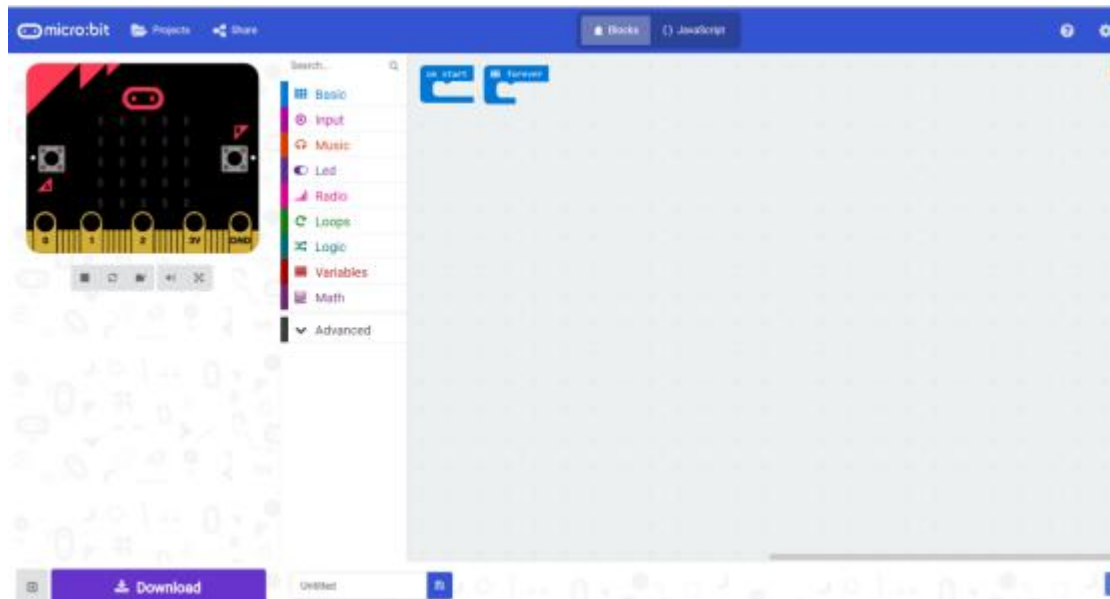 micro:bit Projects Share Blocks {} JavaScript
Search...
on start forever
Basic
Input
Music
Led
Radio
Loops
Logic
Variables
Math
Advanced
0 1 2 3V GND
Download Untitled